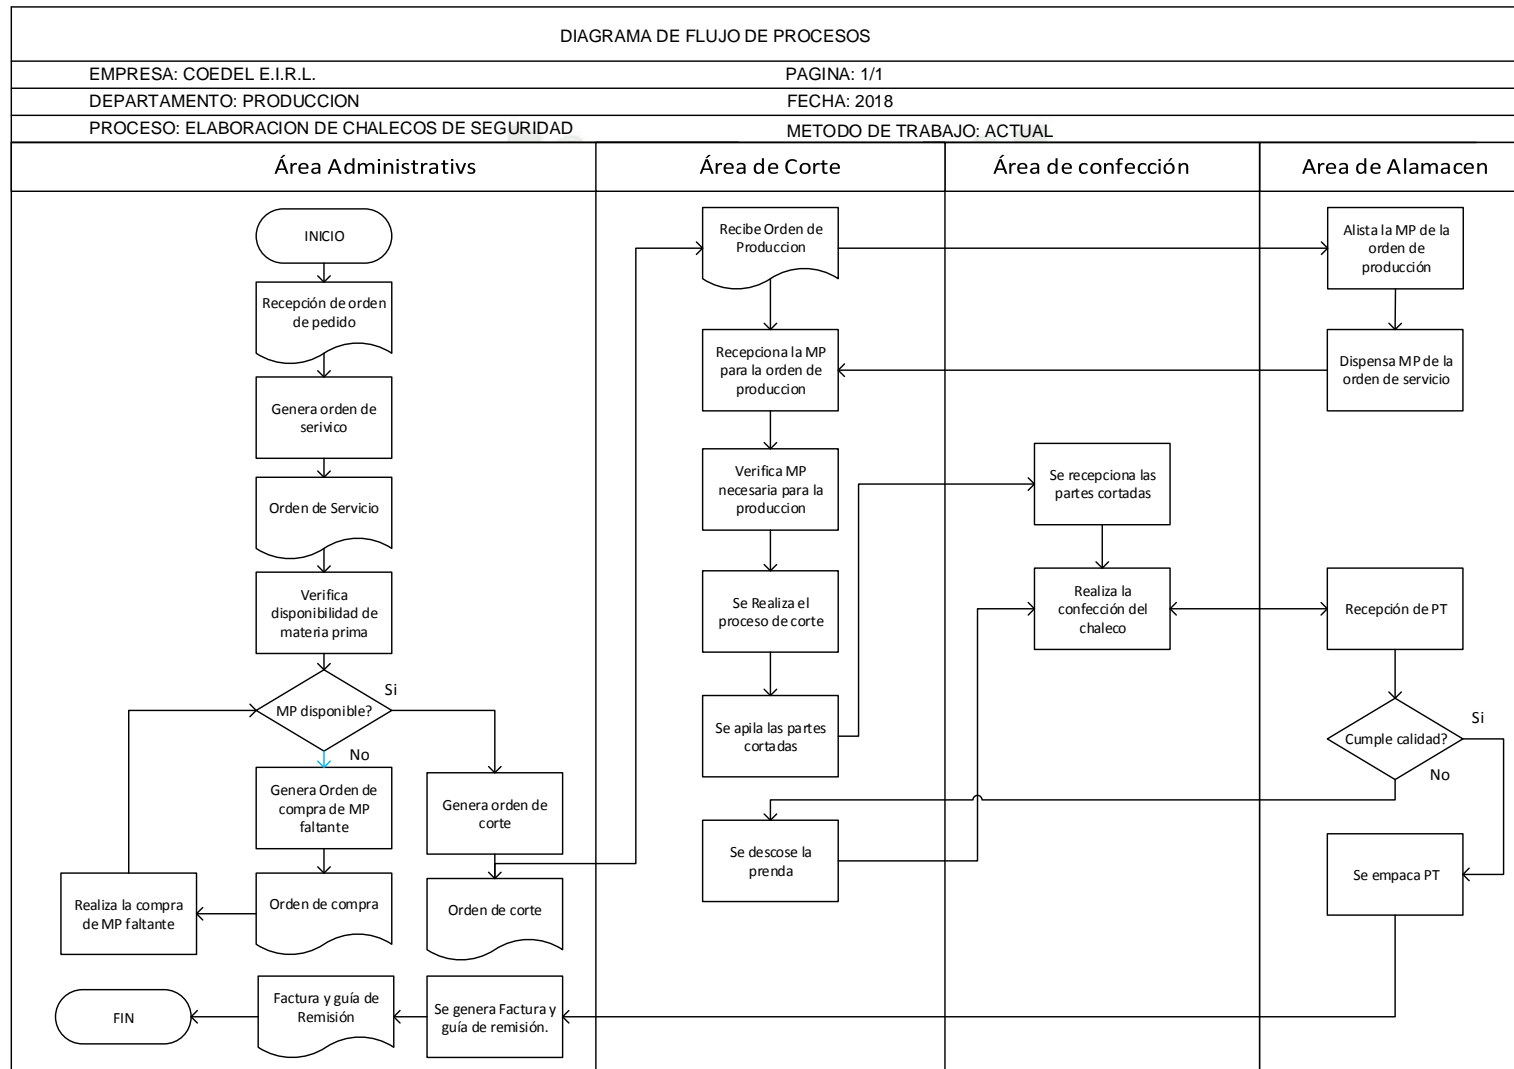 DIAGRAMA DE FLUJO DE PROCESOS
EMPRESA: COEDEL E.I.R.L.
PAGINA: 1/1
DEPARTAMENTO: PRODUCCION
FECHA: 2018
PROCESO: ELABORACION DE CHALECOS DE SEGURIDAD
METODO DE TRABAJO: ACTUAL
Área Administrativs
Área de Corte
Área de confección
Area de Alamacen
INICIO
Recepción de orden
de pedido
Genera orden de
serivico
Orden de Servicio
Verifica
disponibilidad de
materia prima
MP disponible?
Si
No
Genera Orden de
compra de MP
faltante
Genera orden de
corte
Realiza la compra
de MP faltante
Orden de compra
Orden de corte
FIN
Factura y guía de
Remisión
Se genera Factura y
guía de remisión.
Recibe Orden de
Produccion
Recepciona la MP
para la orden de
produccion
Verifica MP
necesaria para la
produccion
Se Realiza el
proceso de corte
Se apila las partes
cortadas
Se descose la
prenda
Se recepciona las
partes cortadas
Realiza la
confección del
chaleco
Alista la MP de la
orden de
producción
Dispensa MP de la
orden de servicio
Recepción de PT
Cumple calidad?
Si
No
Se empaca PT